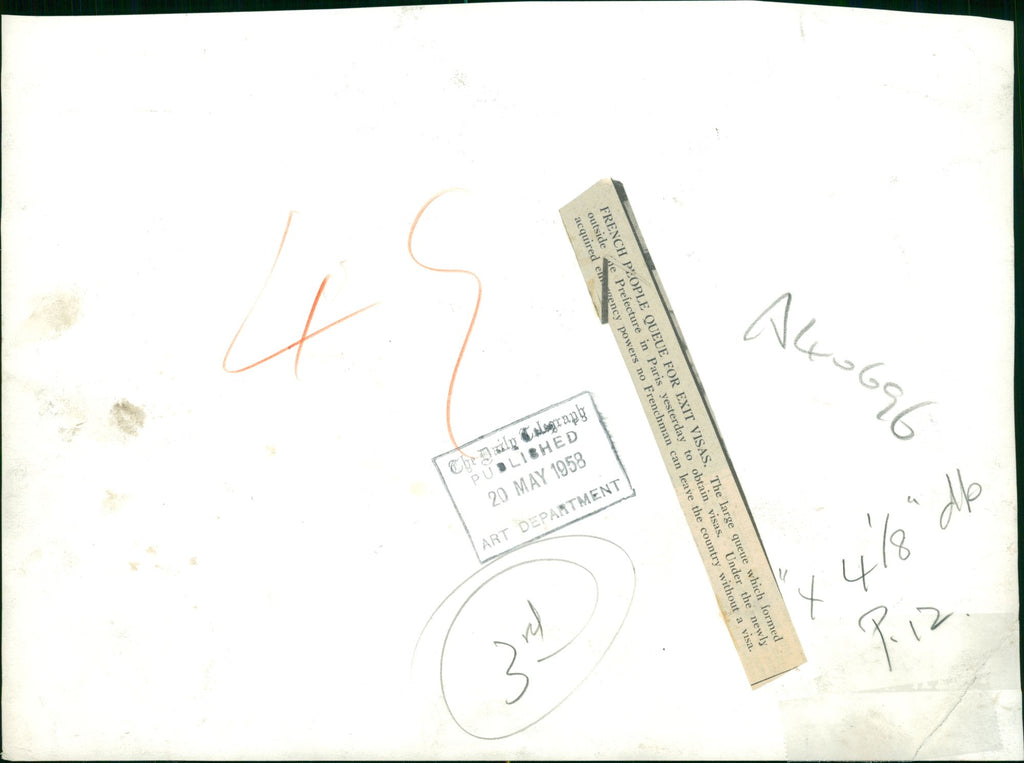 49
FRENCH PEOPLE QUEUE FOR EXIT VISAS. The large queue which formed
outside the Prefecture in Paris yesterday to obtain visas. Under the newly
acquired emergency powers no Frenchman can leave the country without a visa.
A40696
The Daily Telegraph
PUBLISHED
20 MAY 1958
ART DEPARTMENT
" x 4 1/8" db
P.12.
3rd